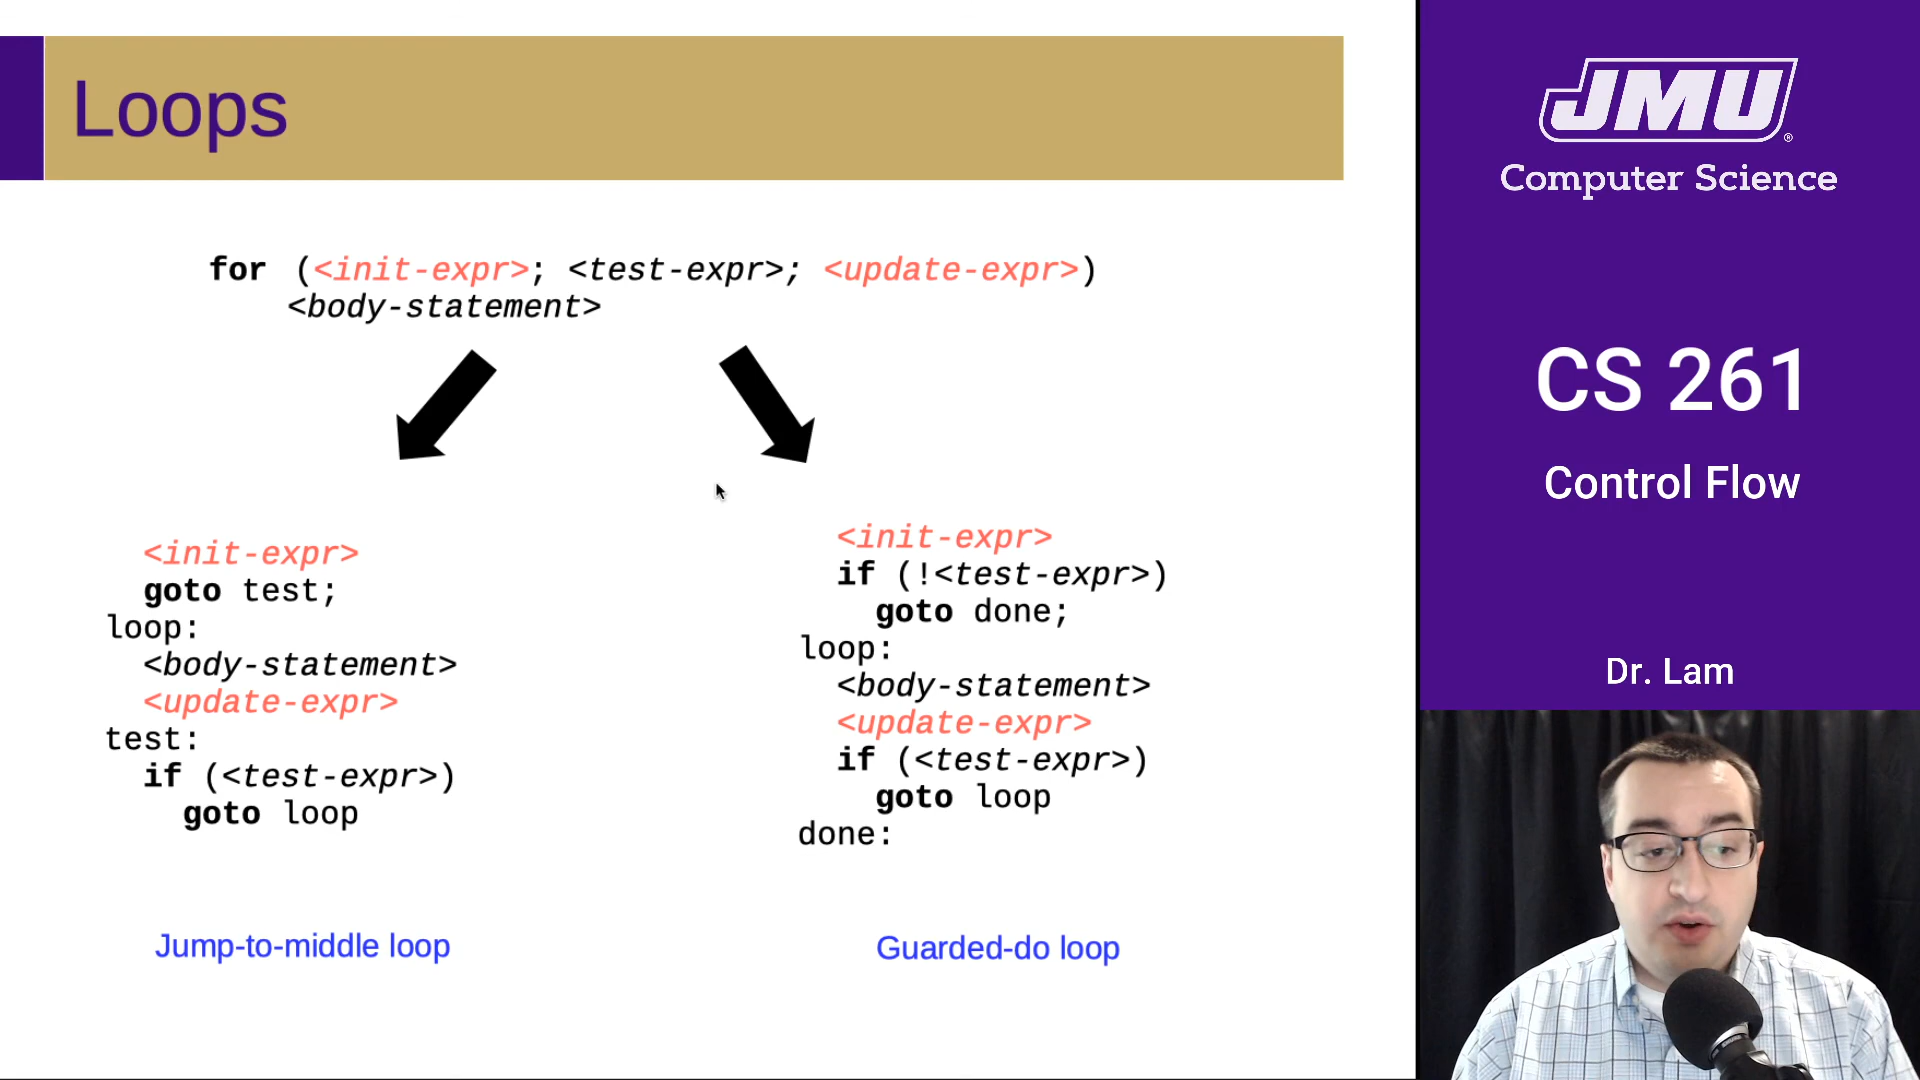 Loops
for (<init-expr>; <test-expr>; <update-expr>)
<body-statement>
<init-expr>
goto test;
loop:
<body-statement>
<update-expr>
test:
if (<test-expr>)
goto loop
Jump-to-middle loop
<init-expr>
if (!<test-expr>)
goto done;
loop:
<body-statement>
<update-expr>
if (<test-expr>)
goto loop
done:
Guarded-do loop
JMU®
Computer Science
CS 261
Control Flow
Dr. Lam